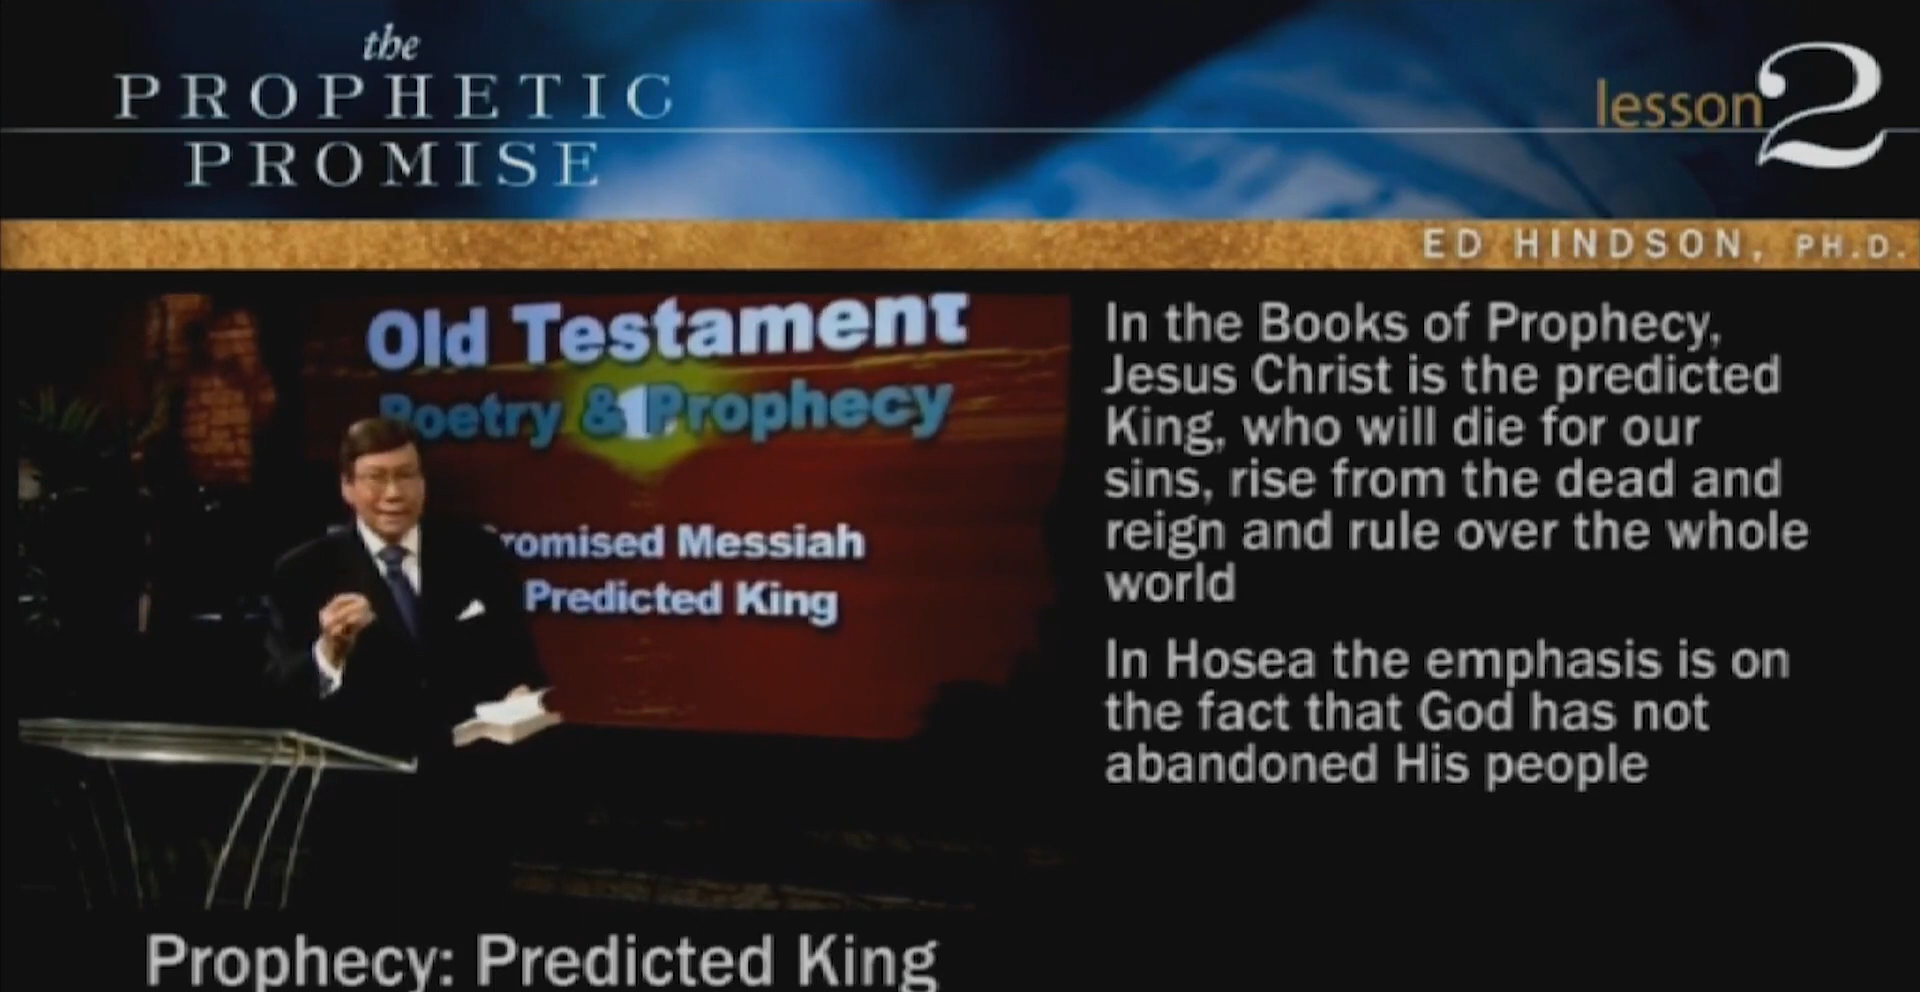 the
PROPHETIC
PROMISE
lesson 2
ED HINDSON, PH.D.
Old Testament
Poetry & Prophecy
1
romised Messiah
Predicted King
In the Books of Prophecy,
Jesus Christ is the predicted
King, who will die for our
sins, rise from the dead and
reign and rule over the whole
world
In Hosea the emphasis is on
the fact that God has not
abandoned His people
Prophecy: Predicted King